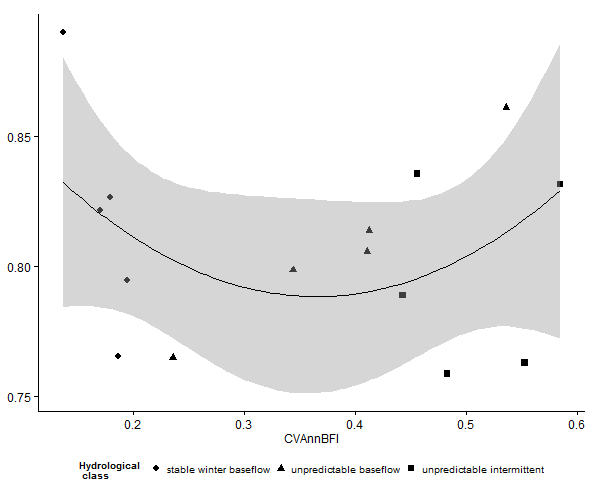 0.85
0.80
0.75
0.2 0.3 0.4 0.5 0.6
CVAnnBFI
Hydrological class stable winter baseflow unpredictable baseflow unpredictable intermittent